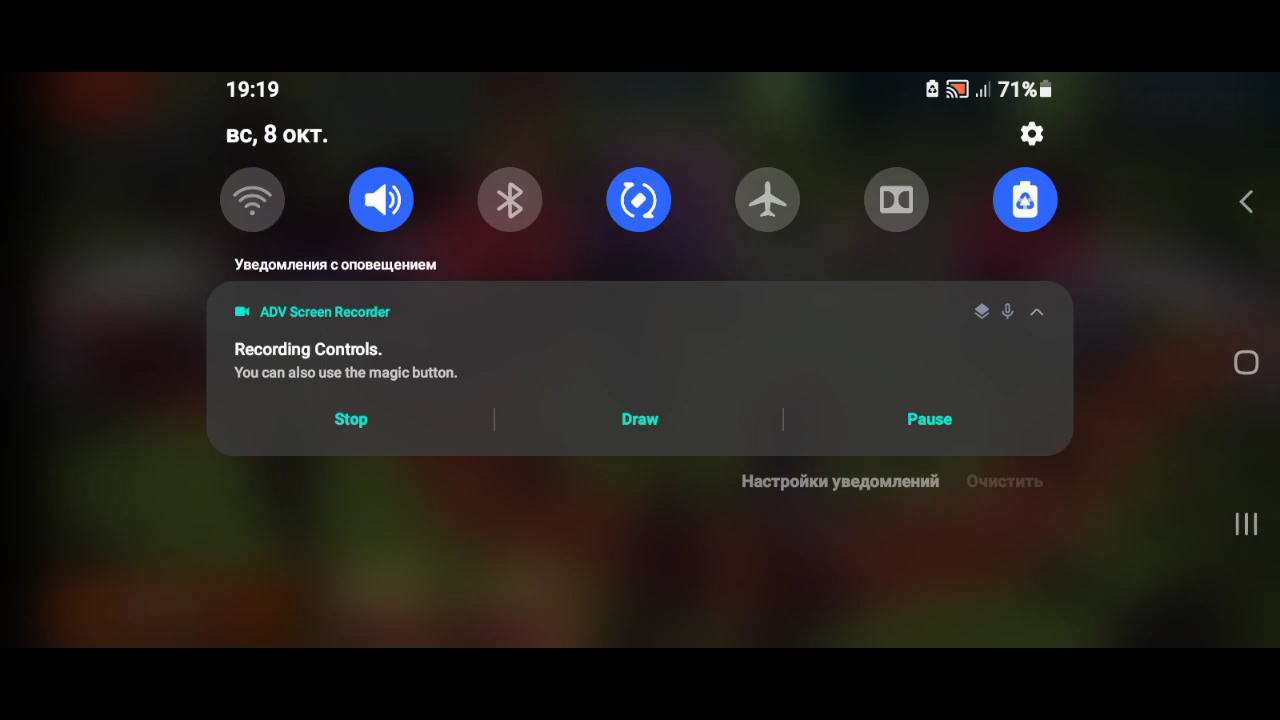 19:19
71%
вс, 8 окт.
Уведомления с оповещением
ADV Screen Recorder
Recording Controls.
You can also use the magic button.
Stop
Draw
Pause
Настройки уведомлений
Очистить